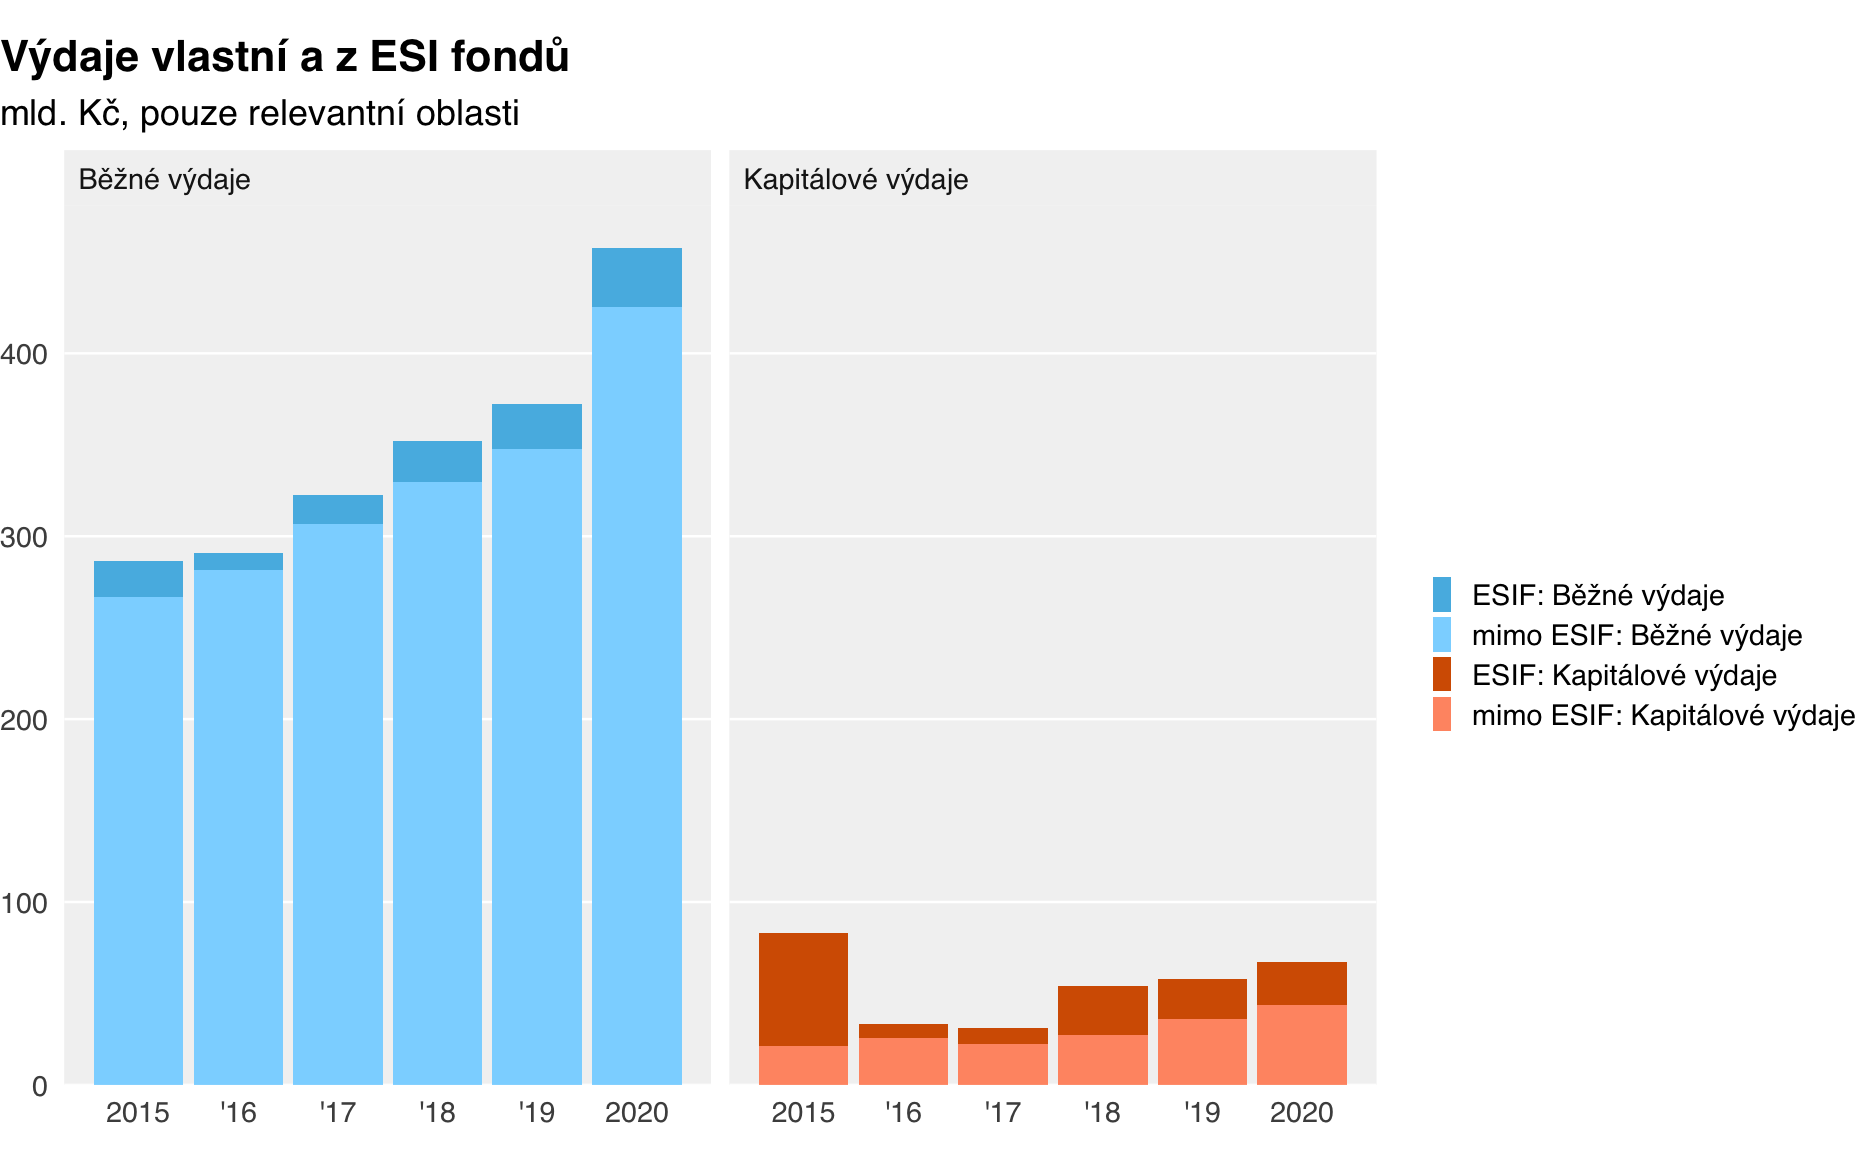 Výdaje vlastní a z ESI fondů
mld. Kč, pouze relevantní oblasti
Běžné výdaje
Kapitálové výdaje
400
300
200
100
0
2015 '16 '17 '18 '19 2020
2015 '16 '17 '18 '19 2020
ESIF: Běžné výdaje
mimo ESIF: Běžné výdaje
ESIF: Kapitálové výdaje
mimo ESIF: Kapitálové výdaje